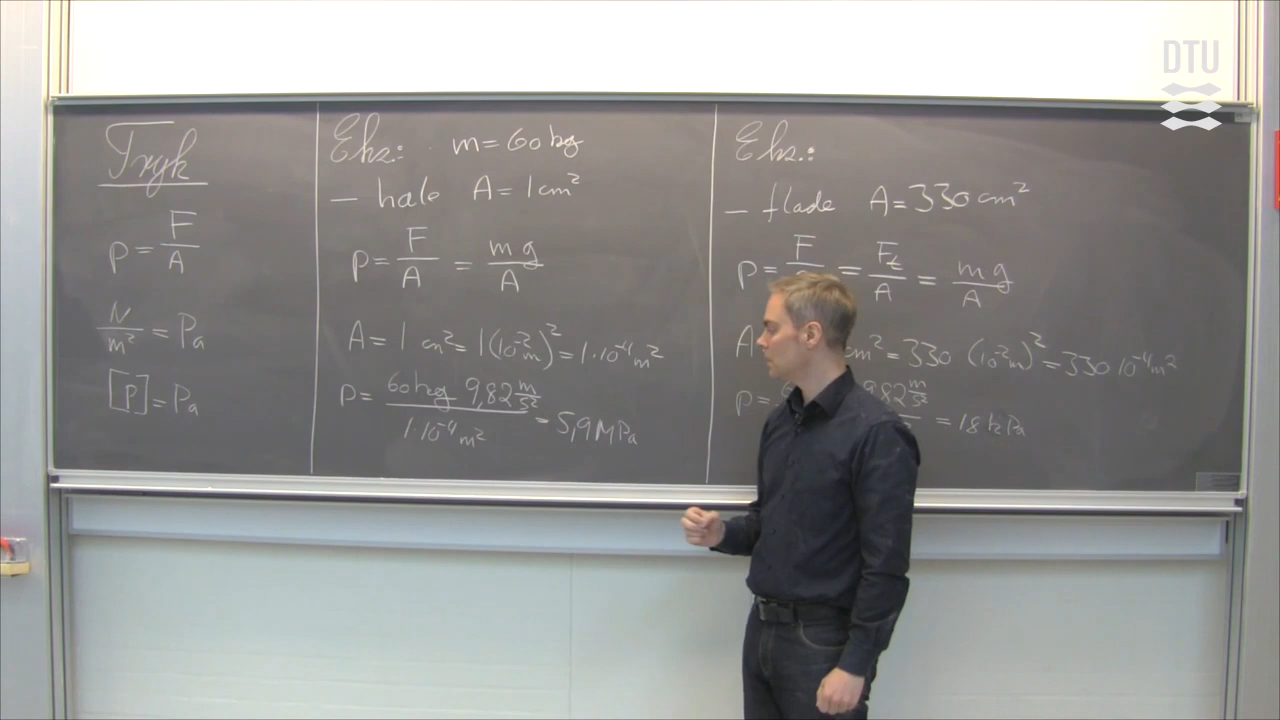 DTU
Tryk
p = F/A
N/m² = Pa
[p] = Pa
Eks: m = 60 kg
– hæle A = 1 cm²
p = F/A = mg/A
A = 1 cm² = 1(10⁻² m)² = 1·10⁻⁴ m²
P = 60 kg 9,82 m/s² / 1·10⁻⁴ m² = 5,9 MPa
Eks.:
– flade A = 330 cm²
p = F/ = Ft/A = mg/A
A cm² = 330 (10⁻² m)² = 330 10⁻⁴ m²
p = 9,82 m/s² = 18 kPa